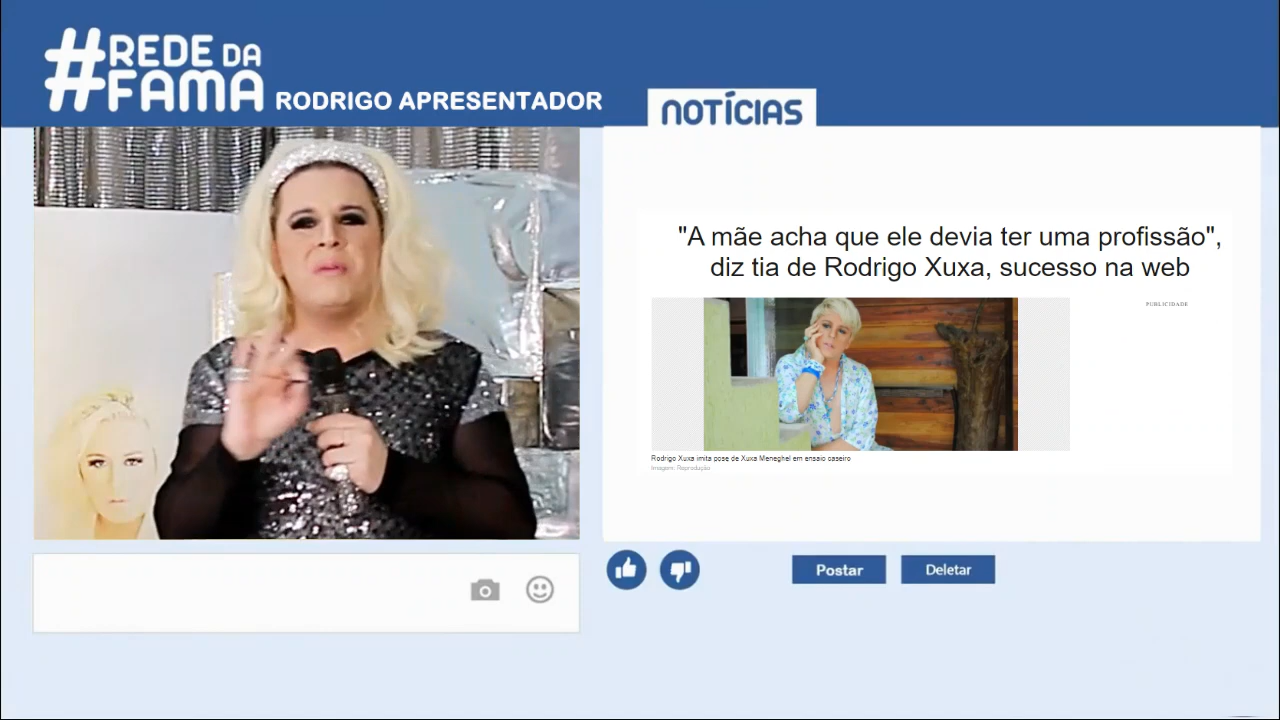 #REDE DA
FAMA
RODRIGO APRESENTADOR
NOTÍCIAS
"A mãe acha que ele devia ter uma profissão",
diz tia de Rodrigo Xuxa, sucesso na web
PUBLICIDADE
Rodrigo Xuxa imita pose de Xuxa Meneghel em ensaio caseiro
Imagem: Reprodução
Postar
Deletar